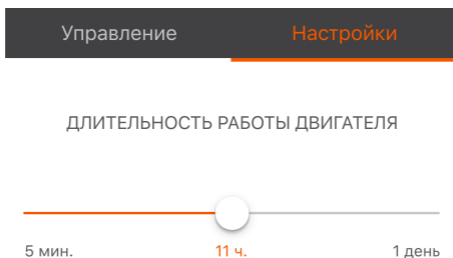 Управление Настройки
ДЛИТЕЛЬНОСТЬ РАБОТЫ ДВИГАТЕЛЯ
5 мин. 11 ч. 1 день